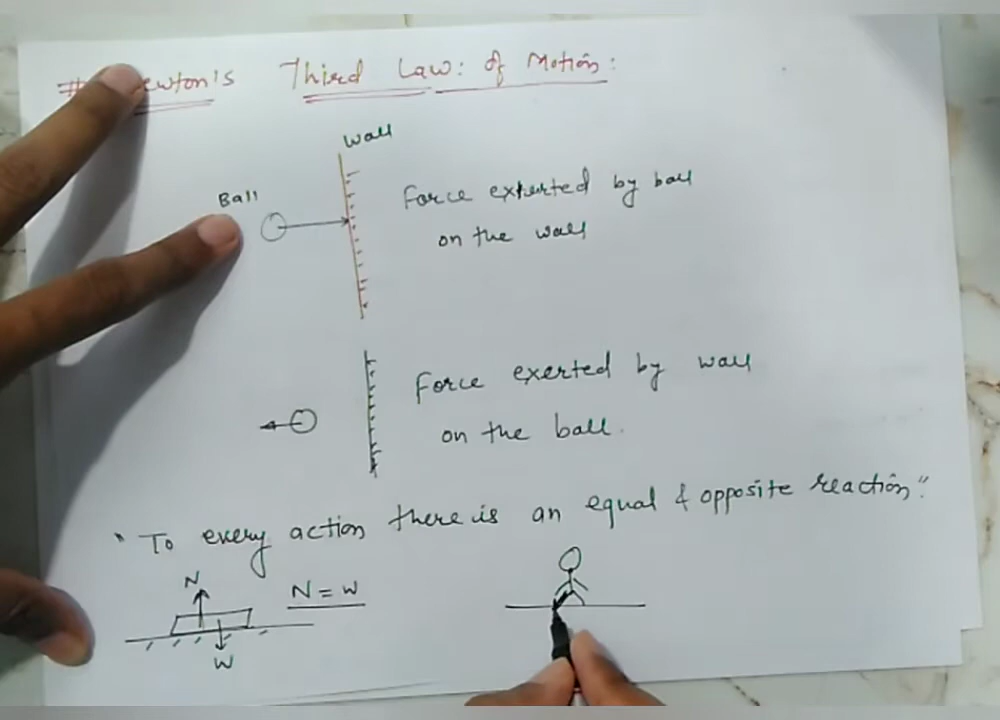 Third Law: of Motion:
Wall
Ball
Force exerted by ball
on the wall
Force exerted by wall
on the ball.
"To every action there is an equal & opposite reaction"
N
N = W
W